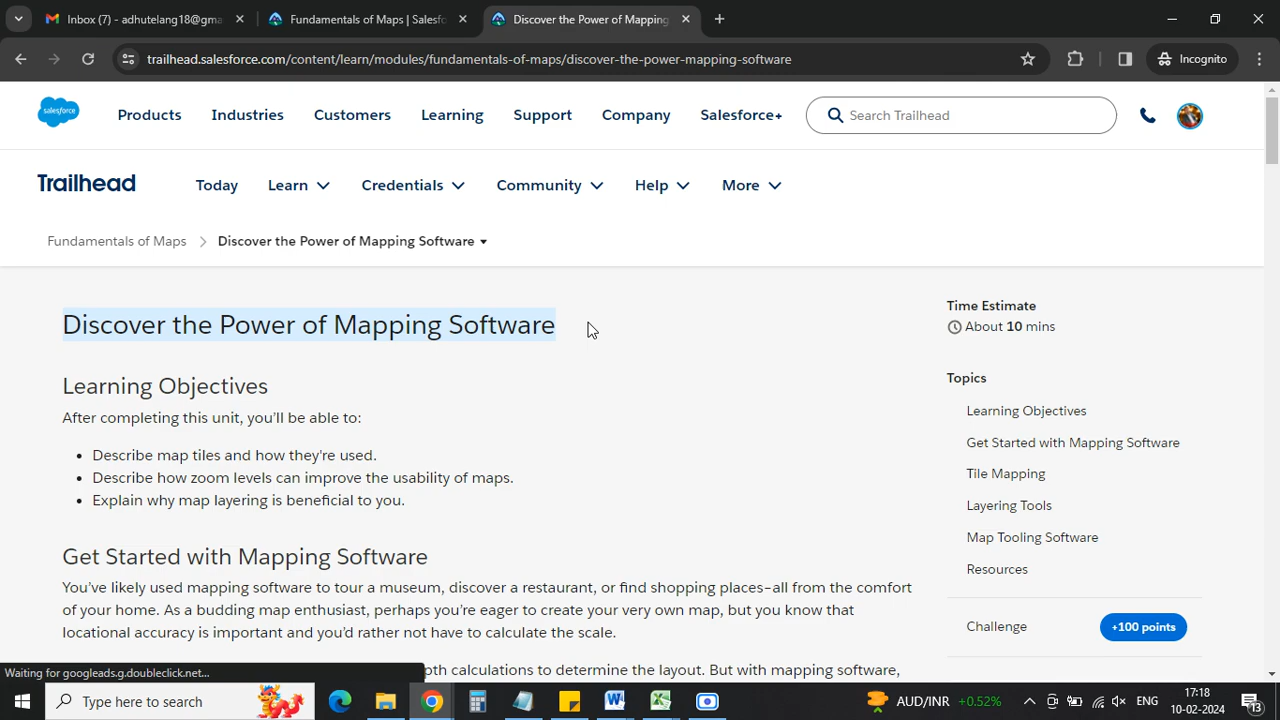 Inbox (7) - adhutelang18@gma
Fundamentals of Maps | Salesf
Discover the Power of Mapping
trailhead.salesforce.com/content/learn/modules/fundamentals-of-maps/discover-the-power-mapping-software
Incognito
salesforce
Products
Industries
Customers
Learning
Support
Company
Salesforce+
Search Trailhead
Trailhead
Today
Learn
Credentials
Community
Help
More
Fundamentals of Maps
Discover the Power of Mapping Software
Discover the Power of Mapping Software
Learning Objectives
After completing this unit, you’ll be able to:
• Describe map tiles and how they’re used.
• Describe how zoom levels can improve the usability of maps.
• Explain why map layering is beneficial to you.
Get Started with Mapping Software
You’ve likely used mapping software to tour a museum, discover a restaurant, or find shopping places–all from the comfort
of your home. As a budding map enthusiast, perhaps you’re eager to create your very own map, but you know that
locational accuracy is important and you’d rather not have to calculate the scale.
pth calculations to determine the layout. But with mapping software,
Time Estimate
About 10 mins
Topics
Learning Objectives
Get Started with Mapping Software
Tile Mapping
Layering Tools
Map Tooling Software
Resources
Challenge
+100 points
Waiting for googleads.g.doubleclick.net...
Type here to search
AUD/INR
+0.52%
ENG
17:18
10-02-2024
13